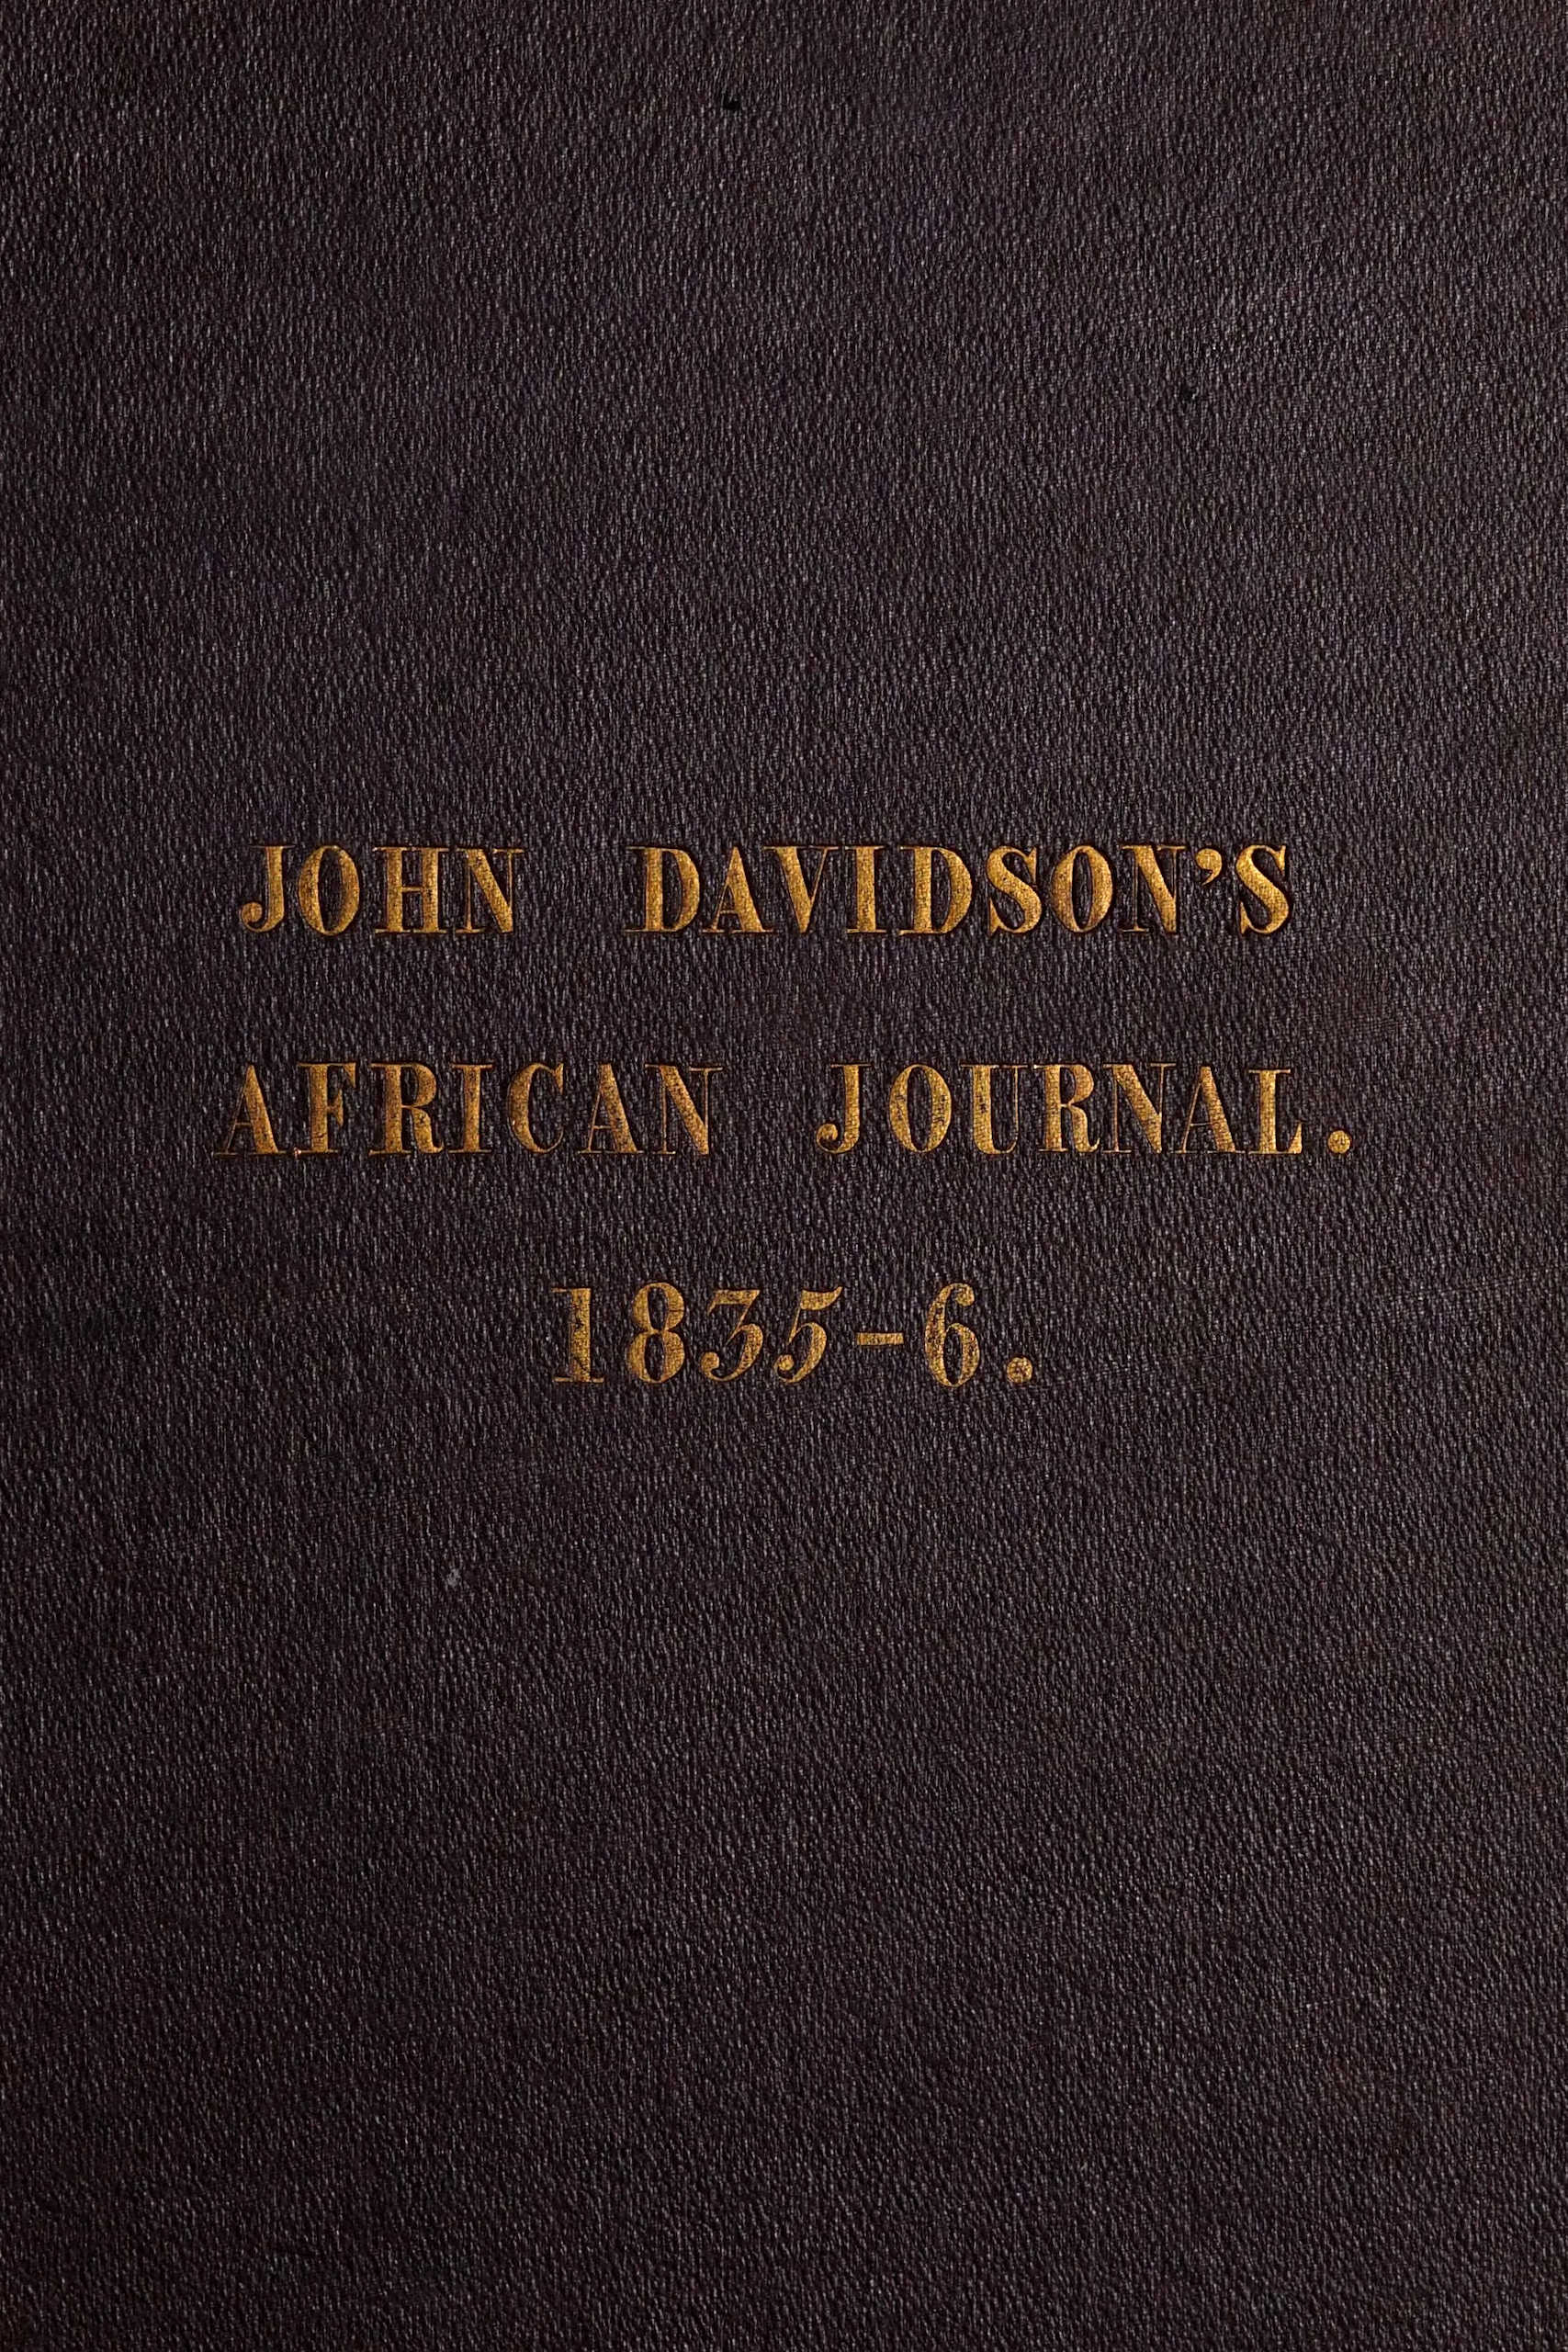 JOHN DAVIDSON'S
AFRICAN JOURNAL.
1835-6.